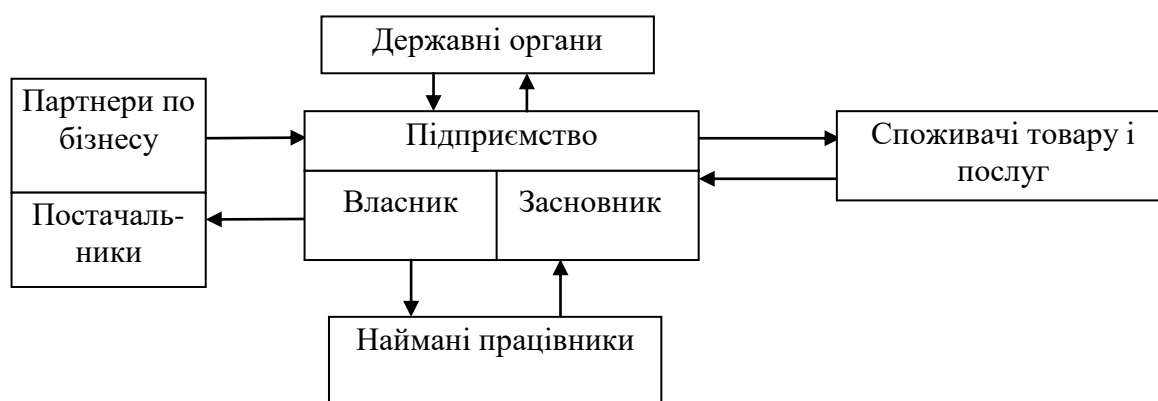 Державні органи
Партнери по
бізнесу
Підприємство
Споживачі товару і
послуг
Постачаль-
ники
Власник
Засновник
Наймані працівники